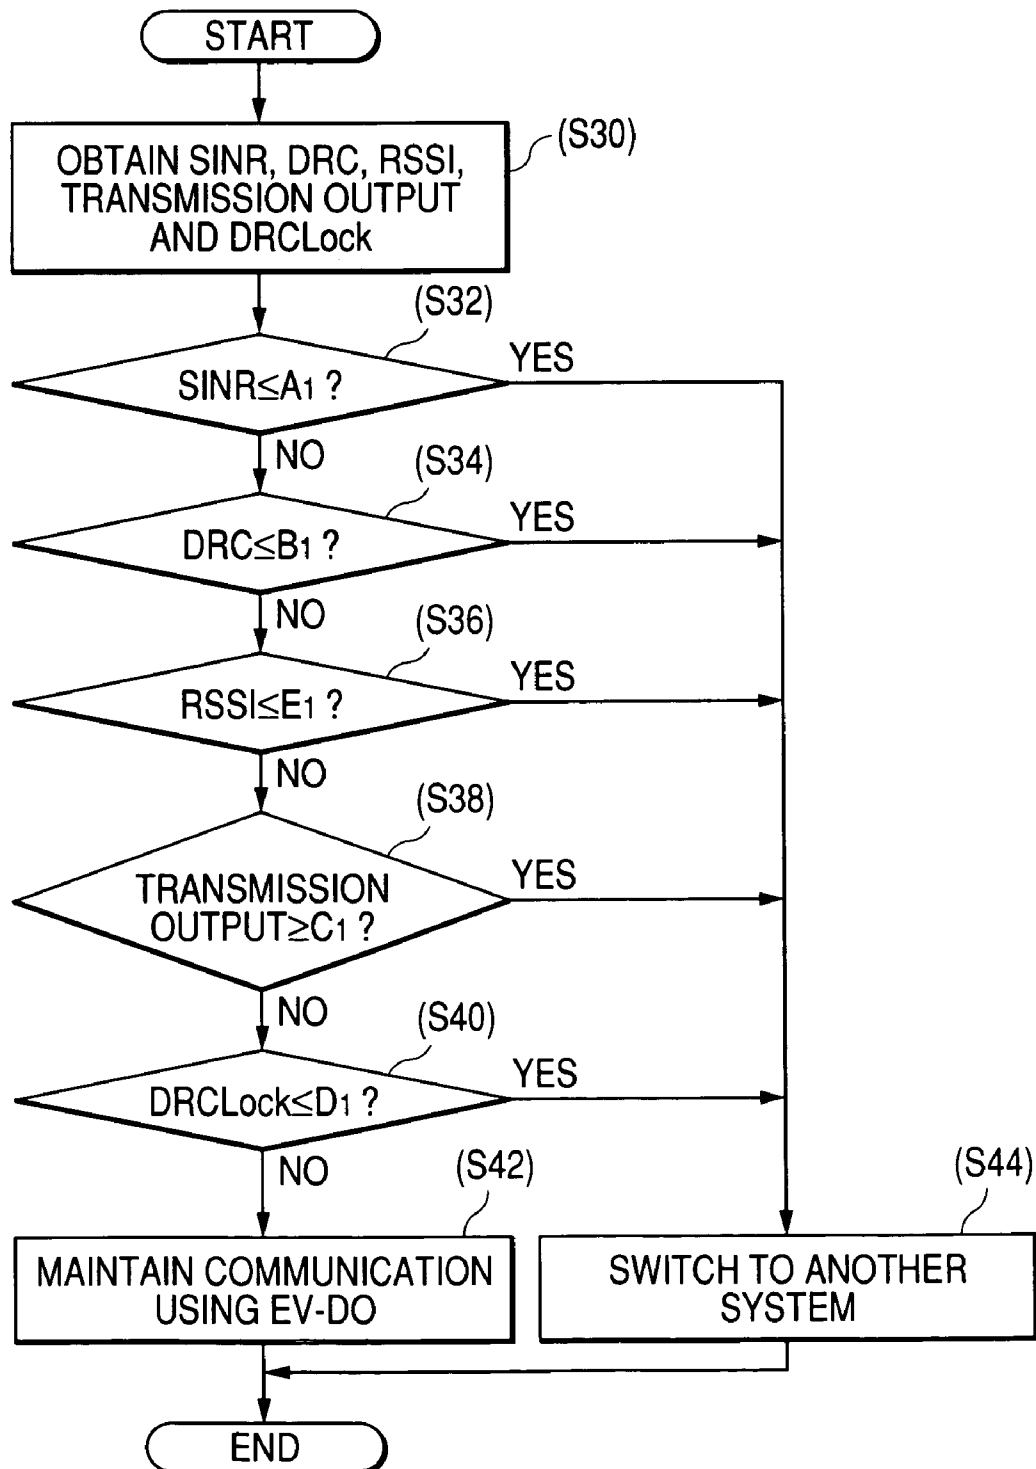 START
(S30)
OBTAIN SINR, DRC, RSSI,
TRANSMISSION OUTPUT
AND DRCLock
(S32)
SINR≤A1 ?
YES
NO
(S34)
DRC≤B1 ?
YES
NO
(S36)
RSSI≤E1 ?
YES
NO
(S38)
TRANSMISSION
OUTPUT≥C1 ?
YES
NO
(S40)
DRCLock≤D1 ?
YES
NO
(S42)
MAINTAIN COMMUNICATION
USING EV-DO
(S44)
SWITCH TO ANOTHER
SYSTEM
END